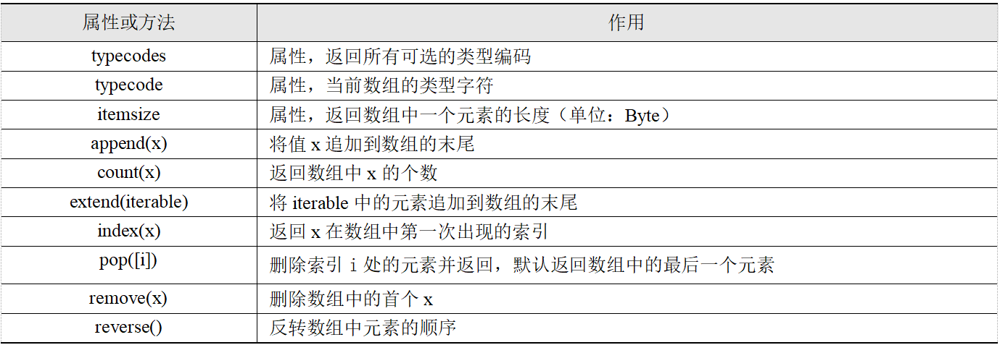 属性或方法 作用
typecodes 属性，返回所有可选的类型编码
typecode 属性，当前数组的类型字符
itemsize 属性，返回数组中一个元素的长度（单位：Byte）
append(x) 将值 x 追加到数组的末尾
count(x) 返回数组中 x 的个数
extend(iterable) 将 iterable 中的元素追加到数组的末尾
index(x) 返回 x 在数组中第一次出现的索引
pop([i]) 删除索引 i 处的元素并返回，默认返回数组中的最后一个元素
remove(x) 删除数组中的首个 x
reverse() 反转数组中元素的顺序